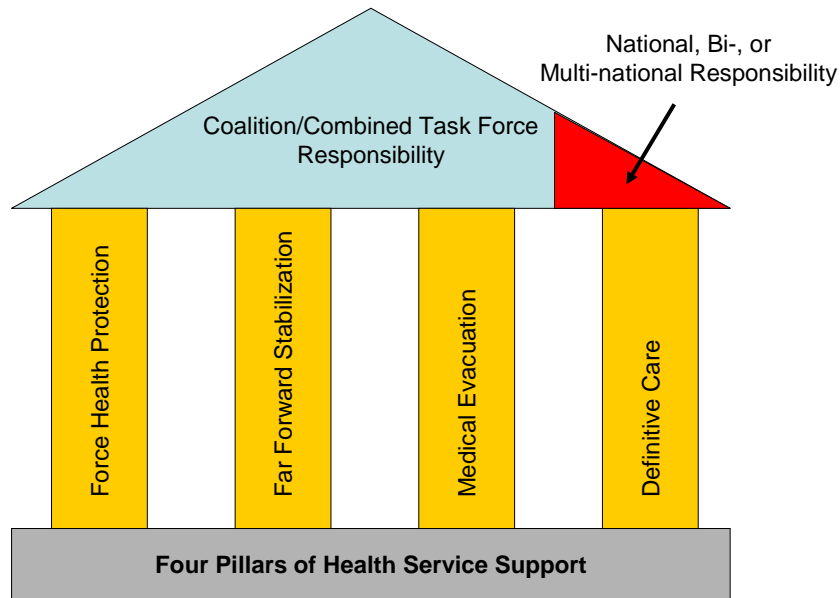 National, Bi-, or
Multi-national Responsibility
Coalition/Combined Task Force
Responsibility
Force Health Protection
Far Forward Stabilization
Medical Evacuation
Definitive Care
Four Pillars of Health Service Support